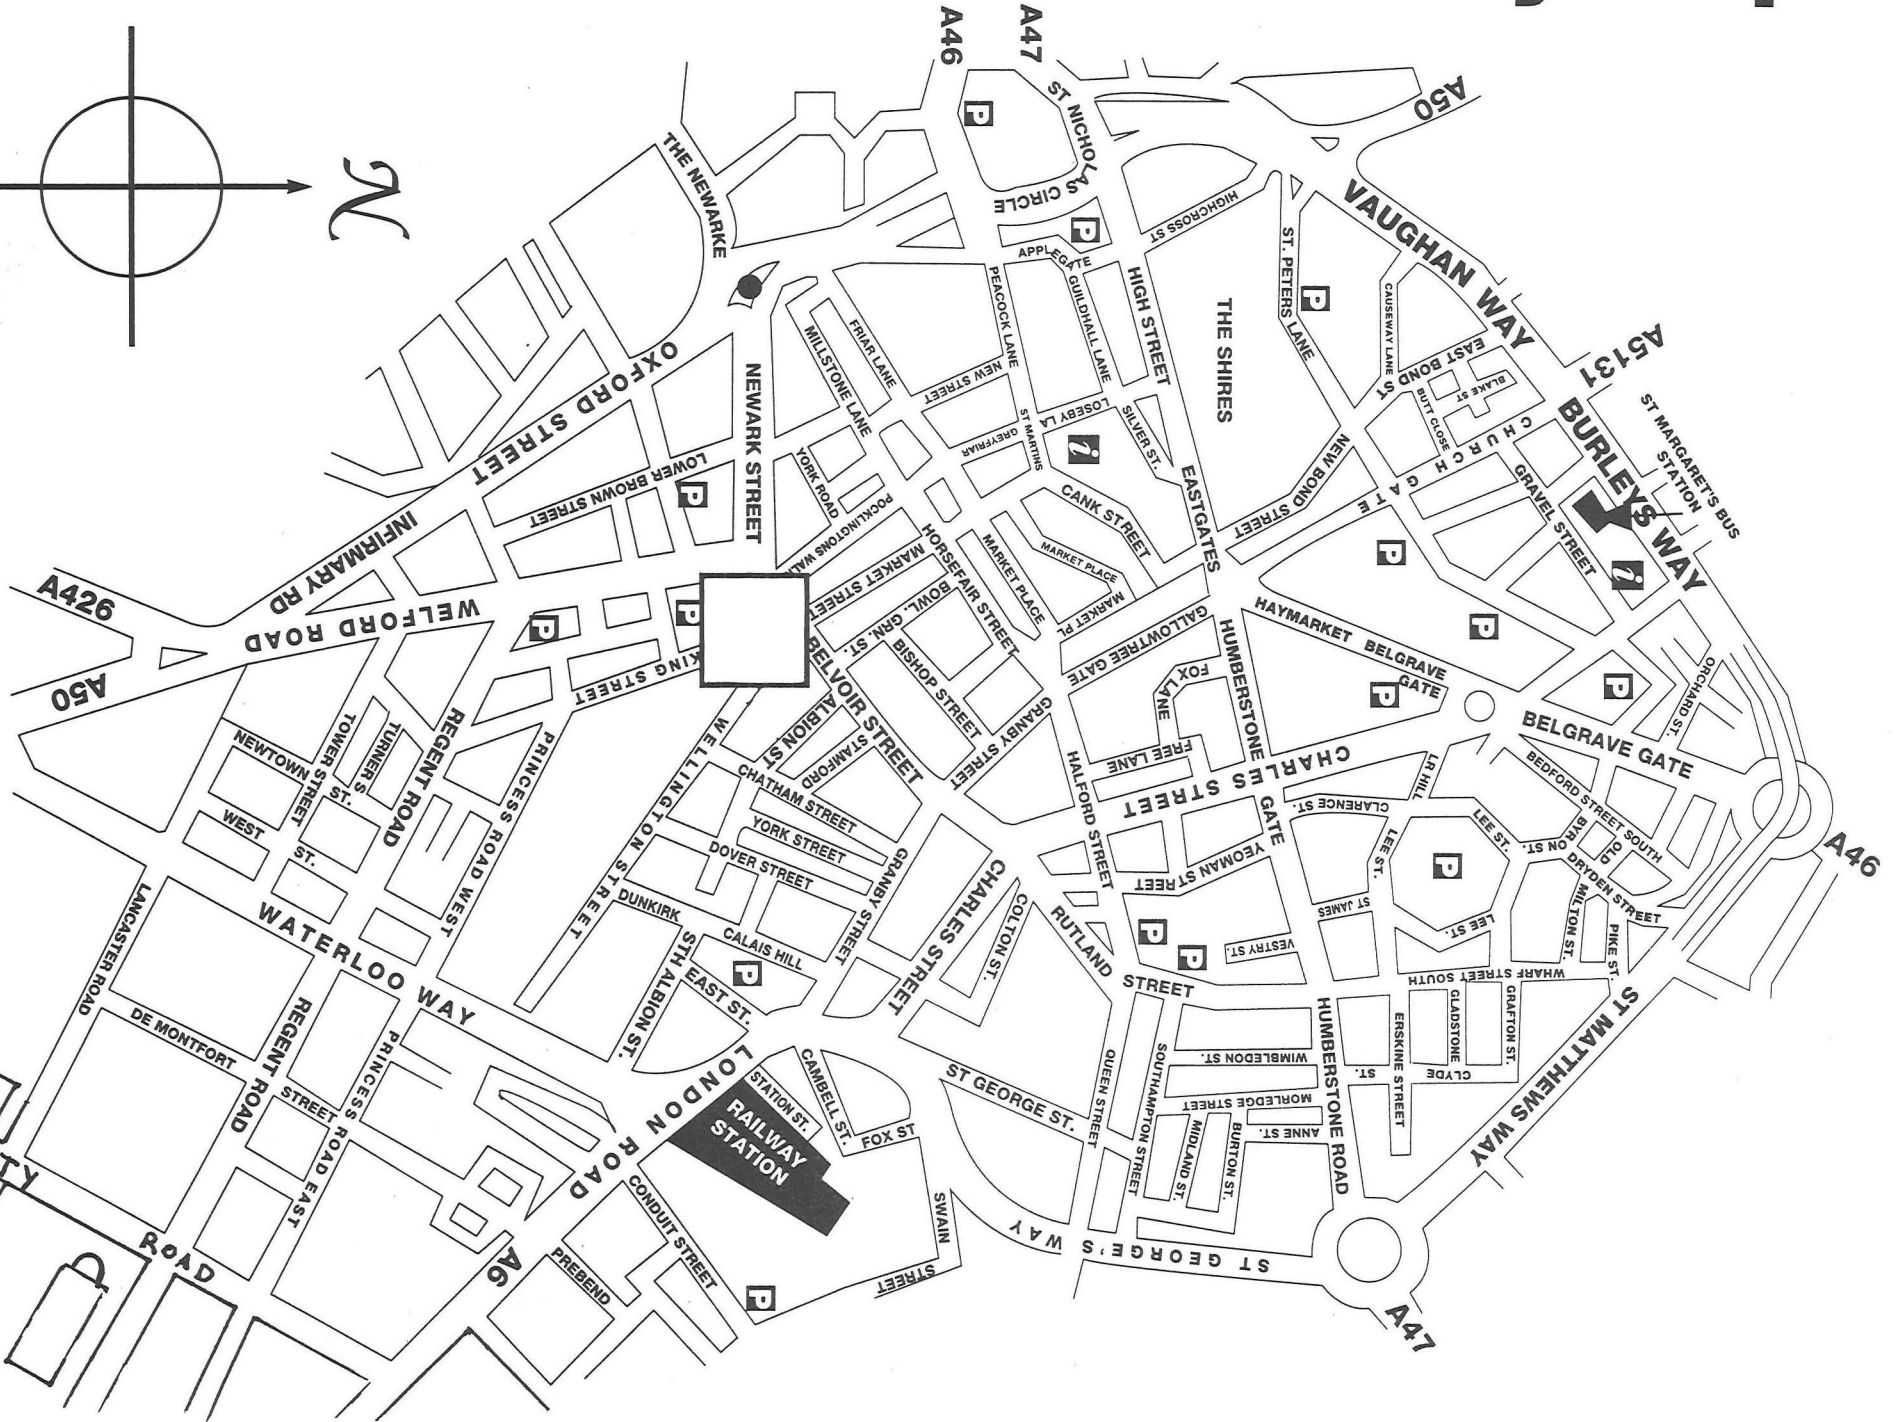 A46
A47
A50
N
ST NICHOLAS CIRCLE
P
THE NEWARKE
HIGHCROSS ST
VAUGHAN WAY
P
APPLEGATE
ST. PETERS LANE
P
CAUSEWAY LANE
PEACOCK LANE
GUILDHALL LANE
HIGH STREET
THE SHIRES
A5131
EAST BOND ST
BLAKE ST
BUTT CLOSE
CHURCH GATE
BURLEYS WAY
ST MARGARET'S BUS
STATION
OXFORD STREET
NEWARK STREET
MILLSTONE LANE
FRIAR LANE
NEW STREET
ST MARTINS
GREYFRIAR
LOSEBY LA
SILVER ST.
i
EASTGATES
NEW BOND STREET
GRAVEL STREET
i
LOWER BROWN STREET
P
YORK ROAD
POCKLINGTONS WALK
CANK STREET
MARKET PLACE
MARKET PLACE
MARKET PL
HORSEFAIR STREET
MARKET STREET
BOWL. GRN. ST.
BISHOP STREET
INFIRMARY RD
A426
WELFORD ROAD
A50
P
P
KING STREET
BELVOIR STREET
GALLOWTREE GATE
HAYMARKET
BELGRAVE
GATE
P
P
P
P
ORCHARD ST.
BELGRAVE GATE
HUMBERSTONE
GATE
FOX
LANE
FREE LANE
CHARLES STREET
HALFORD STREET
GRANBY STREET
ALBION ST
STAMFORD
WELLINGTON STREET
CHATHAM STREET
YORK STREET
DOVER STREET
DUNKIRK
CALAIS HILL
P
GRANBY STREET
CHARLES STREET
COLTON ST.
RUTLAND
STREET
YEOMAN STREET
P
P
VESTRY ST.
ST JAMES
CLARENCE ST.
LR HILL
LEE ST.
LEE ST.
LEE ST.
P
BEDFORD STREET SOUTH
BYRON ST.
OLD
DRYDEN STREET
MILTON ST.
PIKE ST.
A46
NEWTOWN
ST.
TOWER STREET
TURNER S
REGENT ROAD
PRINCESS ROAD WEST
WEST
ST.
WATERLOO WAY
LANCASTER ROAD
DE MONTFORT
STREET
REGENT ROAD
PRINCESS ROAD EAST
STH ALBION ST.
EAST ST.
LONDON ROAD
STATION ST.
CAMBELL ST.
FOX ST
RAILWAY
STATION
ST GEORGE ST.
QUEEN STREET
SOUTHAMPTON STREET
WIMBLEDON ST.
MORLEDGE STREET
MIDLAND ST.
BURTON ST.
ANNE ST.
HUMBERSTONE ROAD
WHARF STREET SOUTH
ERSKINE STREET
GLADSTONE
GRAFTON ST.
CLYDE
ST.
ST MATTHEWS WAY
ST GEORGE'S WAY
SWAIN
STREET
CONDUIT STREET
PREBEND
P
A6
A47
TY
ROAD